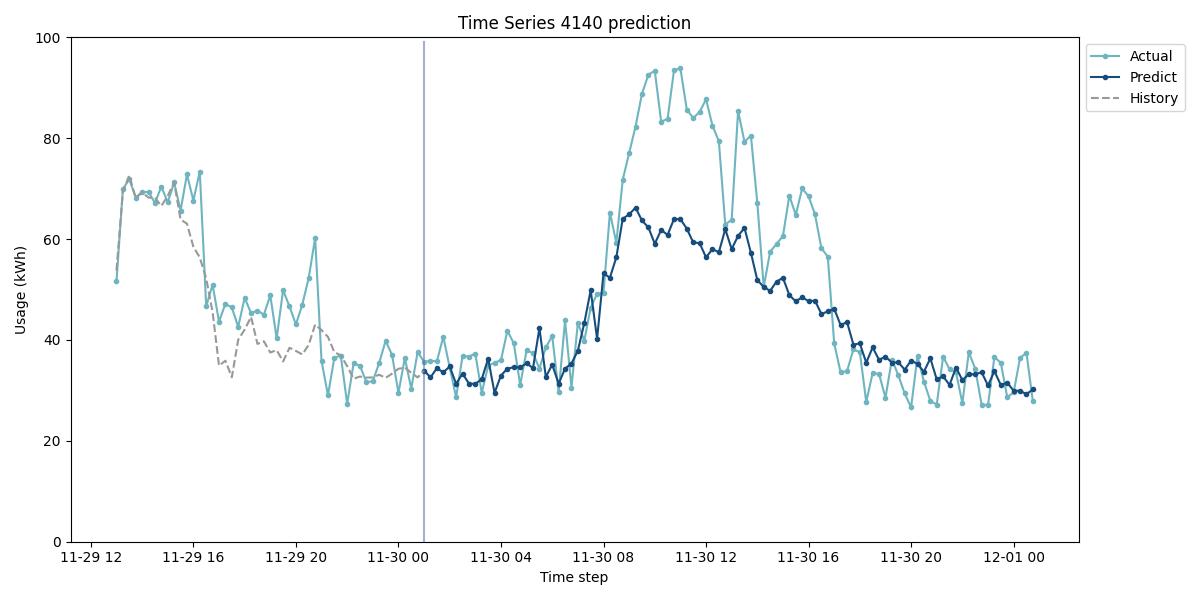 Time Series 4140 prediction
100
80
60
40
20
0
Usage (kWh)
11-29 12
11-29 16
11-29 20
11-30 00
11-30 04
11-30 08
11-30 12
11-30 16
11-30 20
12-01 00
Time step
Actual
Predict
History